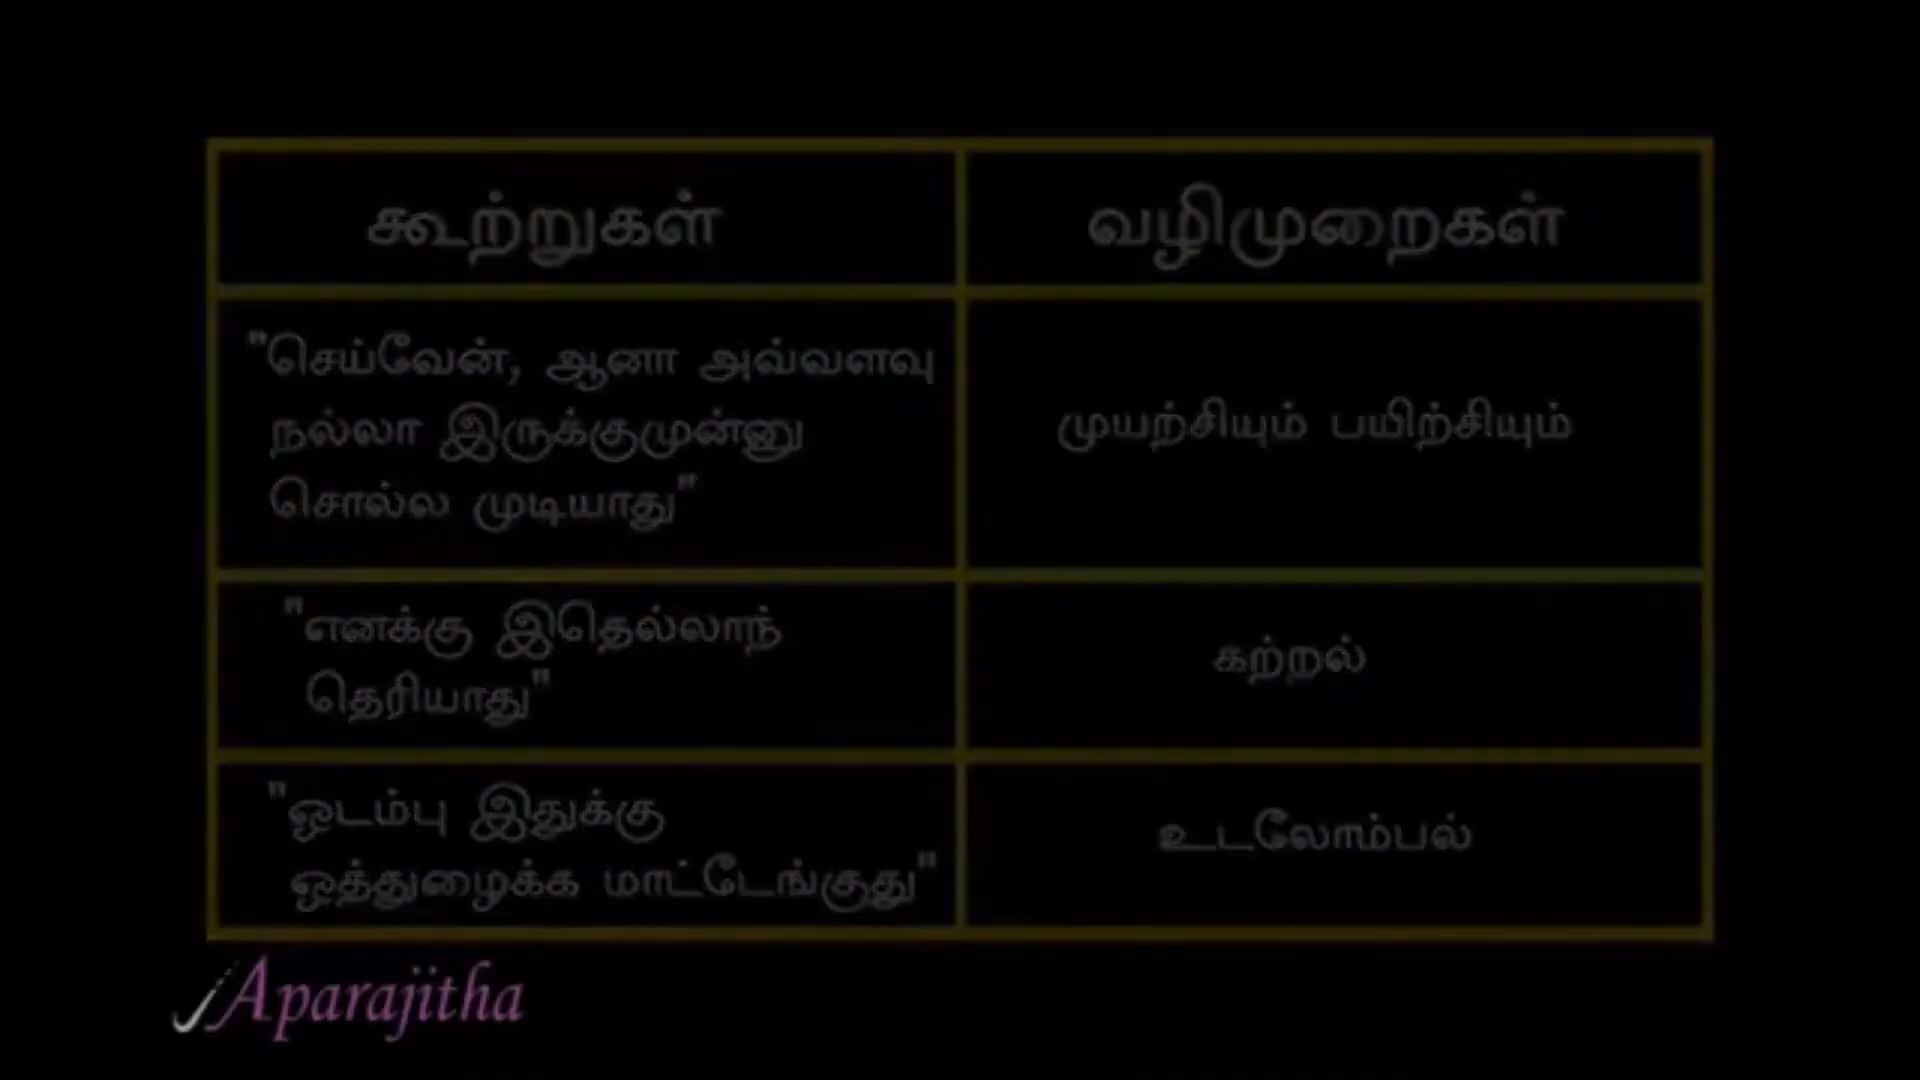 கூற்றுகள்
வழிமுறைகள்
"செய்வேன், ஆனா அவ்வளவு
நல்லா இருக்குமுன்னு
சொல்ல முடியாது"
முயற்சியும் பயிற்சியும்
"எனக்கு இதெல்லாந்
தெரியாது"
கற்றல்
"ஒடம்பு இதுக்கு
ஒத்துழைக்க மாட்டேங்குது"
உடலோம்பல்
Aparajitha